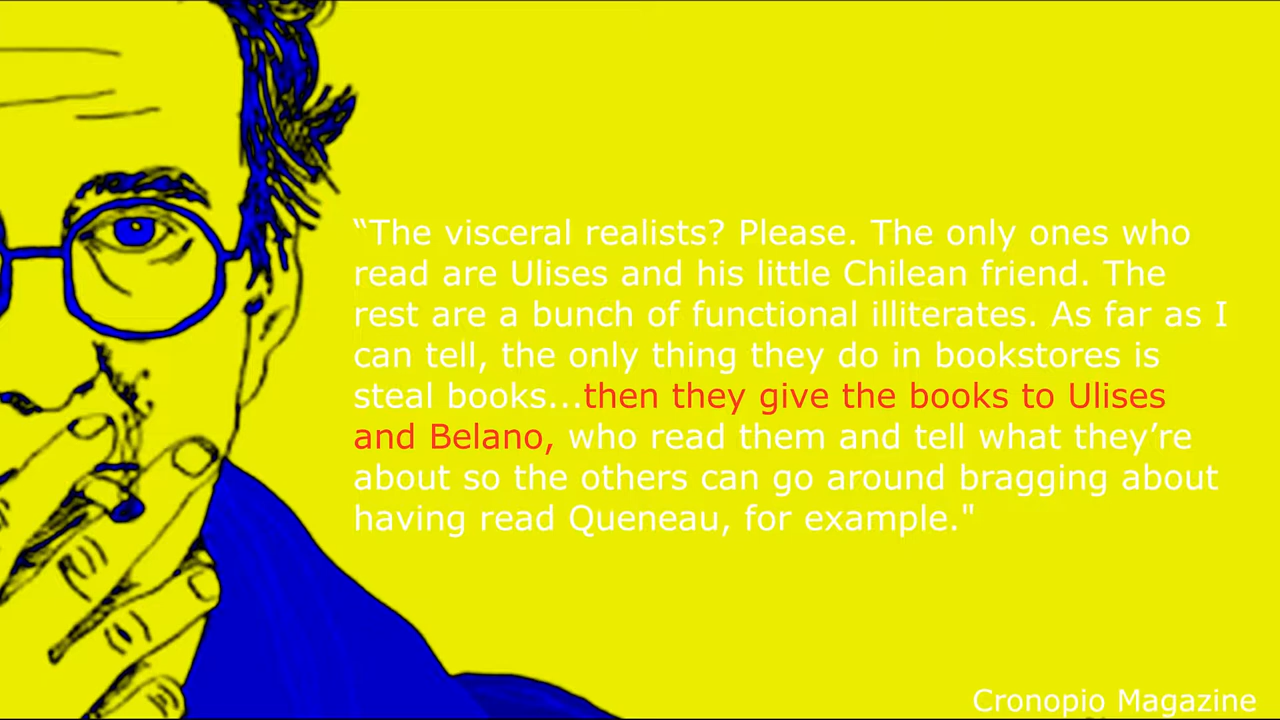 “The visceral realists? Please. The only ones who
read are Ulises and his little Chilean friend. The
rest are a bunch of functional illiterates. As far as I
can tell, the only thing they do in bookstores is
steal books...then they give the books to Ulises
and Belano, who read them and tell what they’re
about so the others can go around bragging about
having read Queneau, for example."
Cronopio Magazine